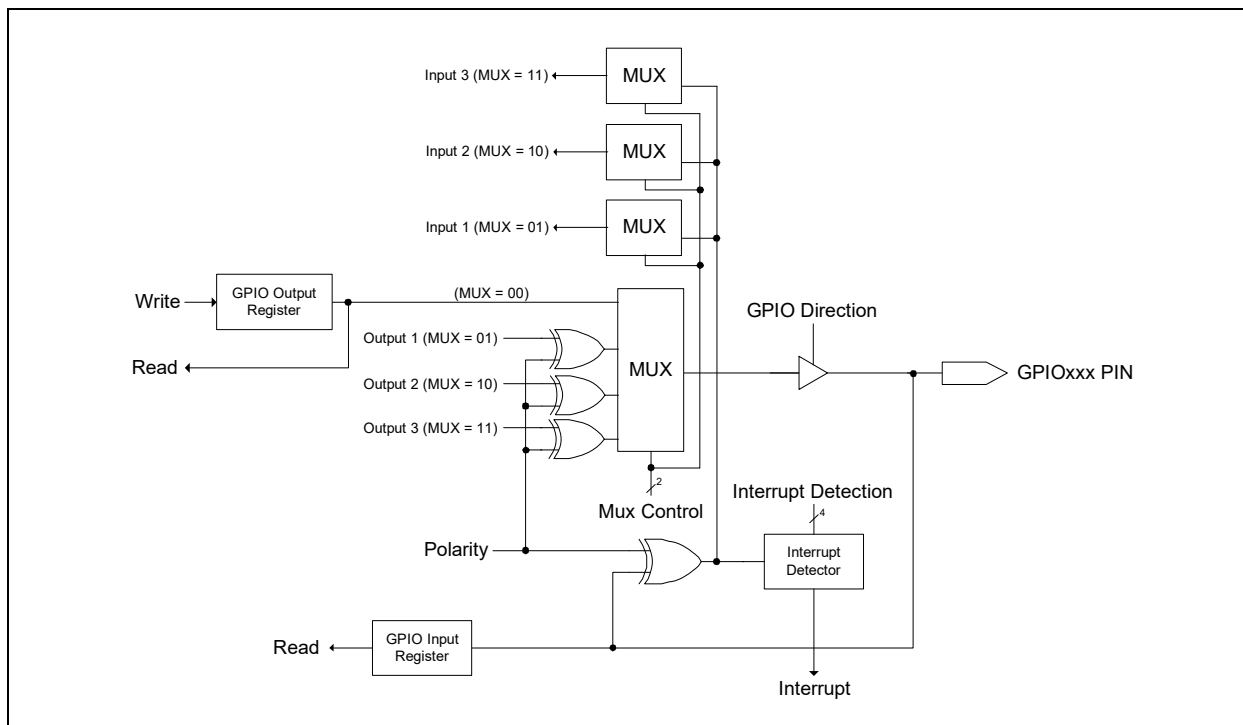 Input 3 (MUX = 11)
MUX
Input 2 (MUX = 10)
MUX
Input 1 (MUX = 01)
MUX
Write
GPIO Output
Register
(MUX = 00)
GPIO Direction
Output 1 (MUX = 01)
Read
MUX
GPIOxxx PIN
Output 2 (MUX = 10)
Output 3 (MUX = 11)
2
Mux Control
Interrupt Detection
4
Polarity
Interrupt
Detector
Read
GPIO Input
Register
Interrupt